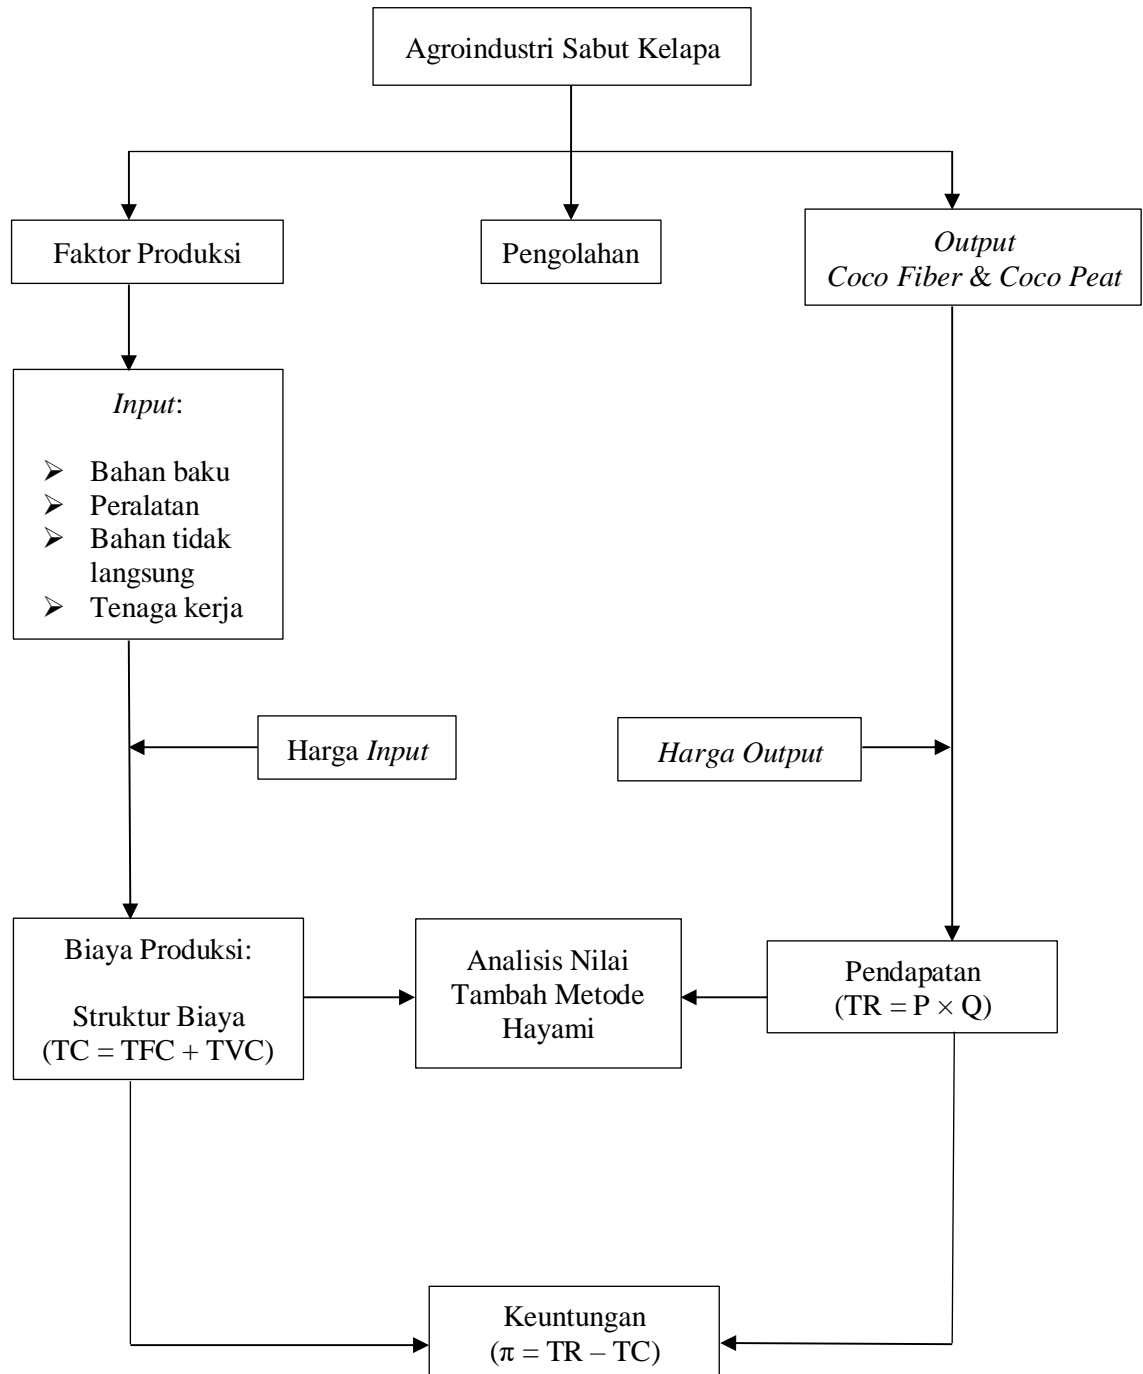 Agroindustri Sabut Kelapa
Faktor Produksi
Pengolahan
Output
Coco Fiber & Coco Peat
Input:
➢ Bahan baku
➢ Peralatan
➢ Bahan tidak
langsung
➢ Tenaga kerja
Harga Input
Harga Output
Biaya Produksi:
Struktur Biaya
(TC = TFC + TVC)
Analisis Nilai
Tambah Metode
Hayami
Pendapatan
(TR = P × Q)
Keuntungan
(π = TR – TC)